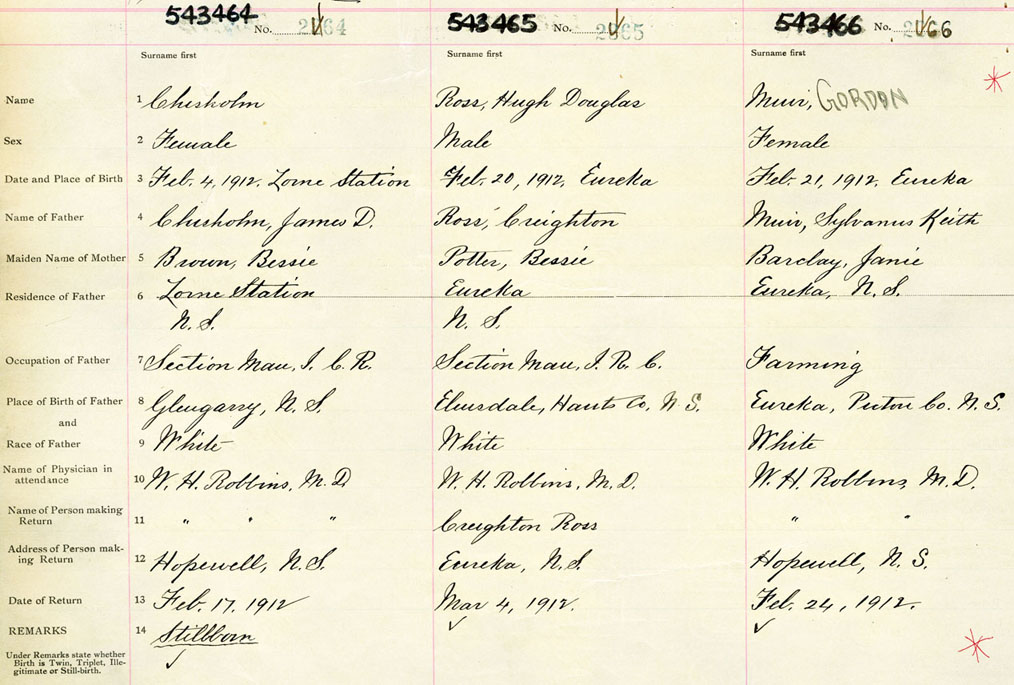 543464 No. 2864 543465 No. 2865 543466 No. 2866
Surname first Surname first Surname first
Name 1 Chisholm Ross, Hugh Douglas Muir, GORDON
Sex 2 Female Male Female
Date and Place of Birth 3 Feb. 4, 1912. Lorne Station Feb. 20, 1912, Eureka Feb. 21, 1912, Eureka
Name of Father 4 Chisholm, James D. Ross, Creighton Muir, Sylvanus Keith
Maiden Name of Mother 5 Brown, Bessie Potter, Bessie Barclay, Janie
Residence of Father 6 Lorne Station Eureka Eureka, N.S.
N.S. N.S.
Occupation of Father 7 Section Man, I. C. R. Section Man, I. R. C. Farming
Place of Birth of Father 8 Glengarry, N.S. Elmsdale, Hants Co, N.S. Eureka, Pictou Co. N.S.
and
Race of Father 9 White White White
Name of Physician in
attendance 10 W. H. Robbins, M.D W. H. Robbins, M.D. W. H. Robbins, M.D.
Name of Person making
Return 11 " " " Creighton Ross " "
Address of Person mak-
ing Return 12 Hopewell, N.S. Eureka, N.S. Hopewell, N.S.
Date of Return 13 Feb. 17, 1912 Mar 4, 1912. Feb. 24, 1912.
REMARKS 14 Stillborn
Under Remarks state whether
Birth is Twin, Triplet, Ille-
gitimate or Still-birth.